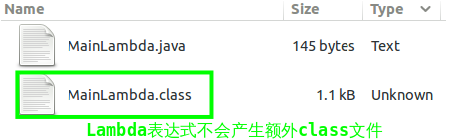 Name Size Type
MainLambda.java 145 bytes Text
MainLambda.class 1.1 kB Unknown
Lambda表达式不会产生额外class文件